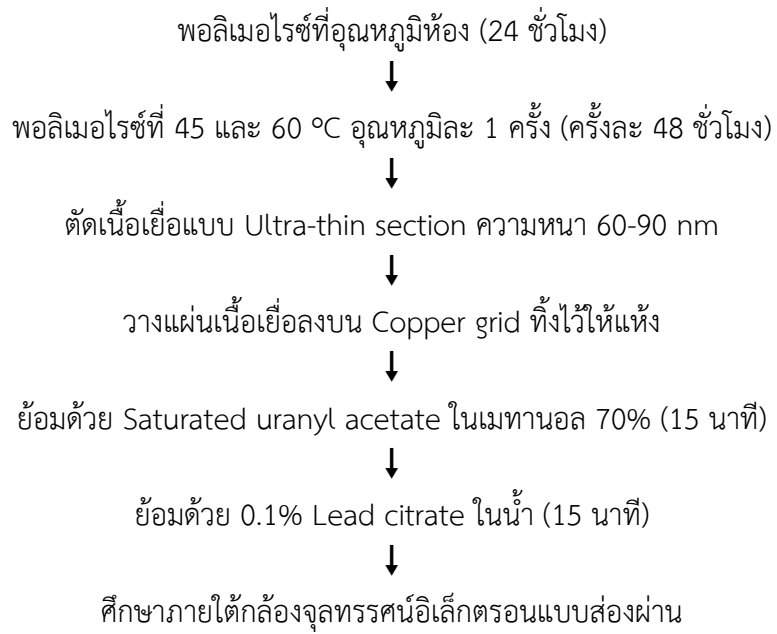 พอลิเมอไรซ์ที่อุณหภูมิห้อง (24 ชั่วโมง)
พอลิเมอไรซ์ที่ 45 และ 60 ºC อุณหภูมิละ 1 ครั้ง (ครั้งละ 48 ชั่วโมง)
ตัดเนื้อเยื่อแบบ Ultra-thin section ความหนา 60-90 nm
วางแผ่นเนื้อเยื่อลงบน Copper grid ทิ้งไว้ให้แห้ง
ย้อมด้วย Saturated uranyl acetate ในเมทานอล 70% (15 นาที)
ย้อมด้วย 0.1% Lead citrate ในน้ำ (15 นาที)
ศึกษาภายใต้กล้องจุลทรรศน์อิเล็กตรอนแบบส่องผ่าน